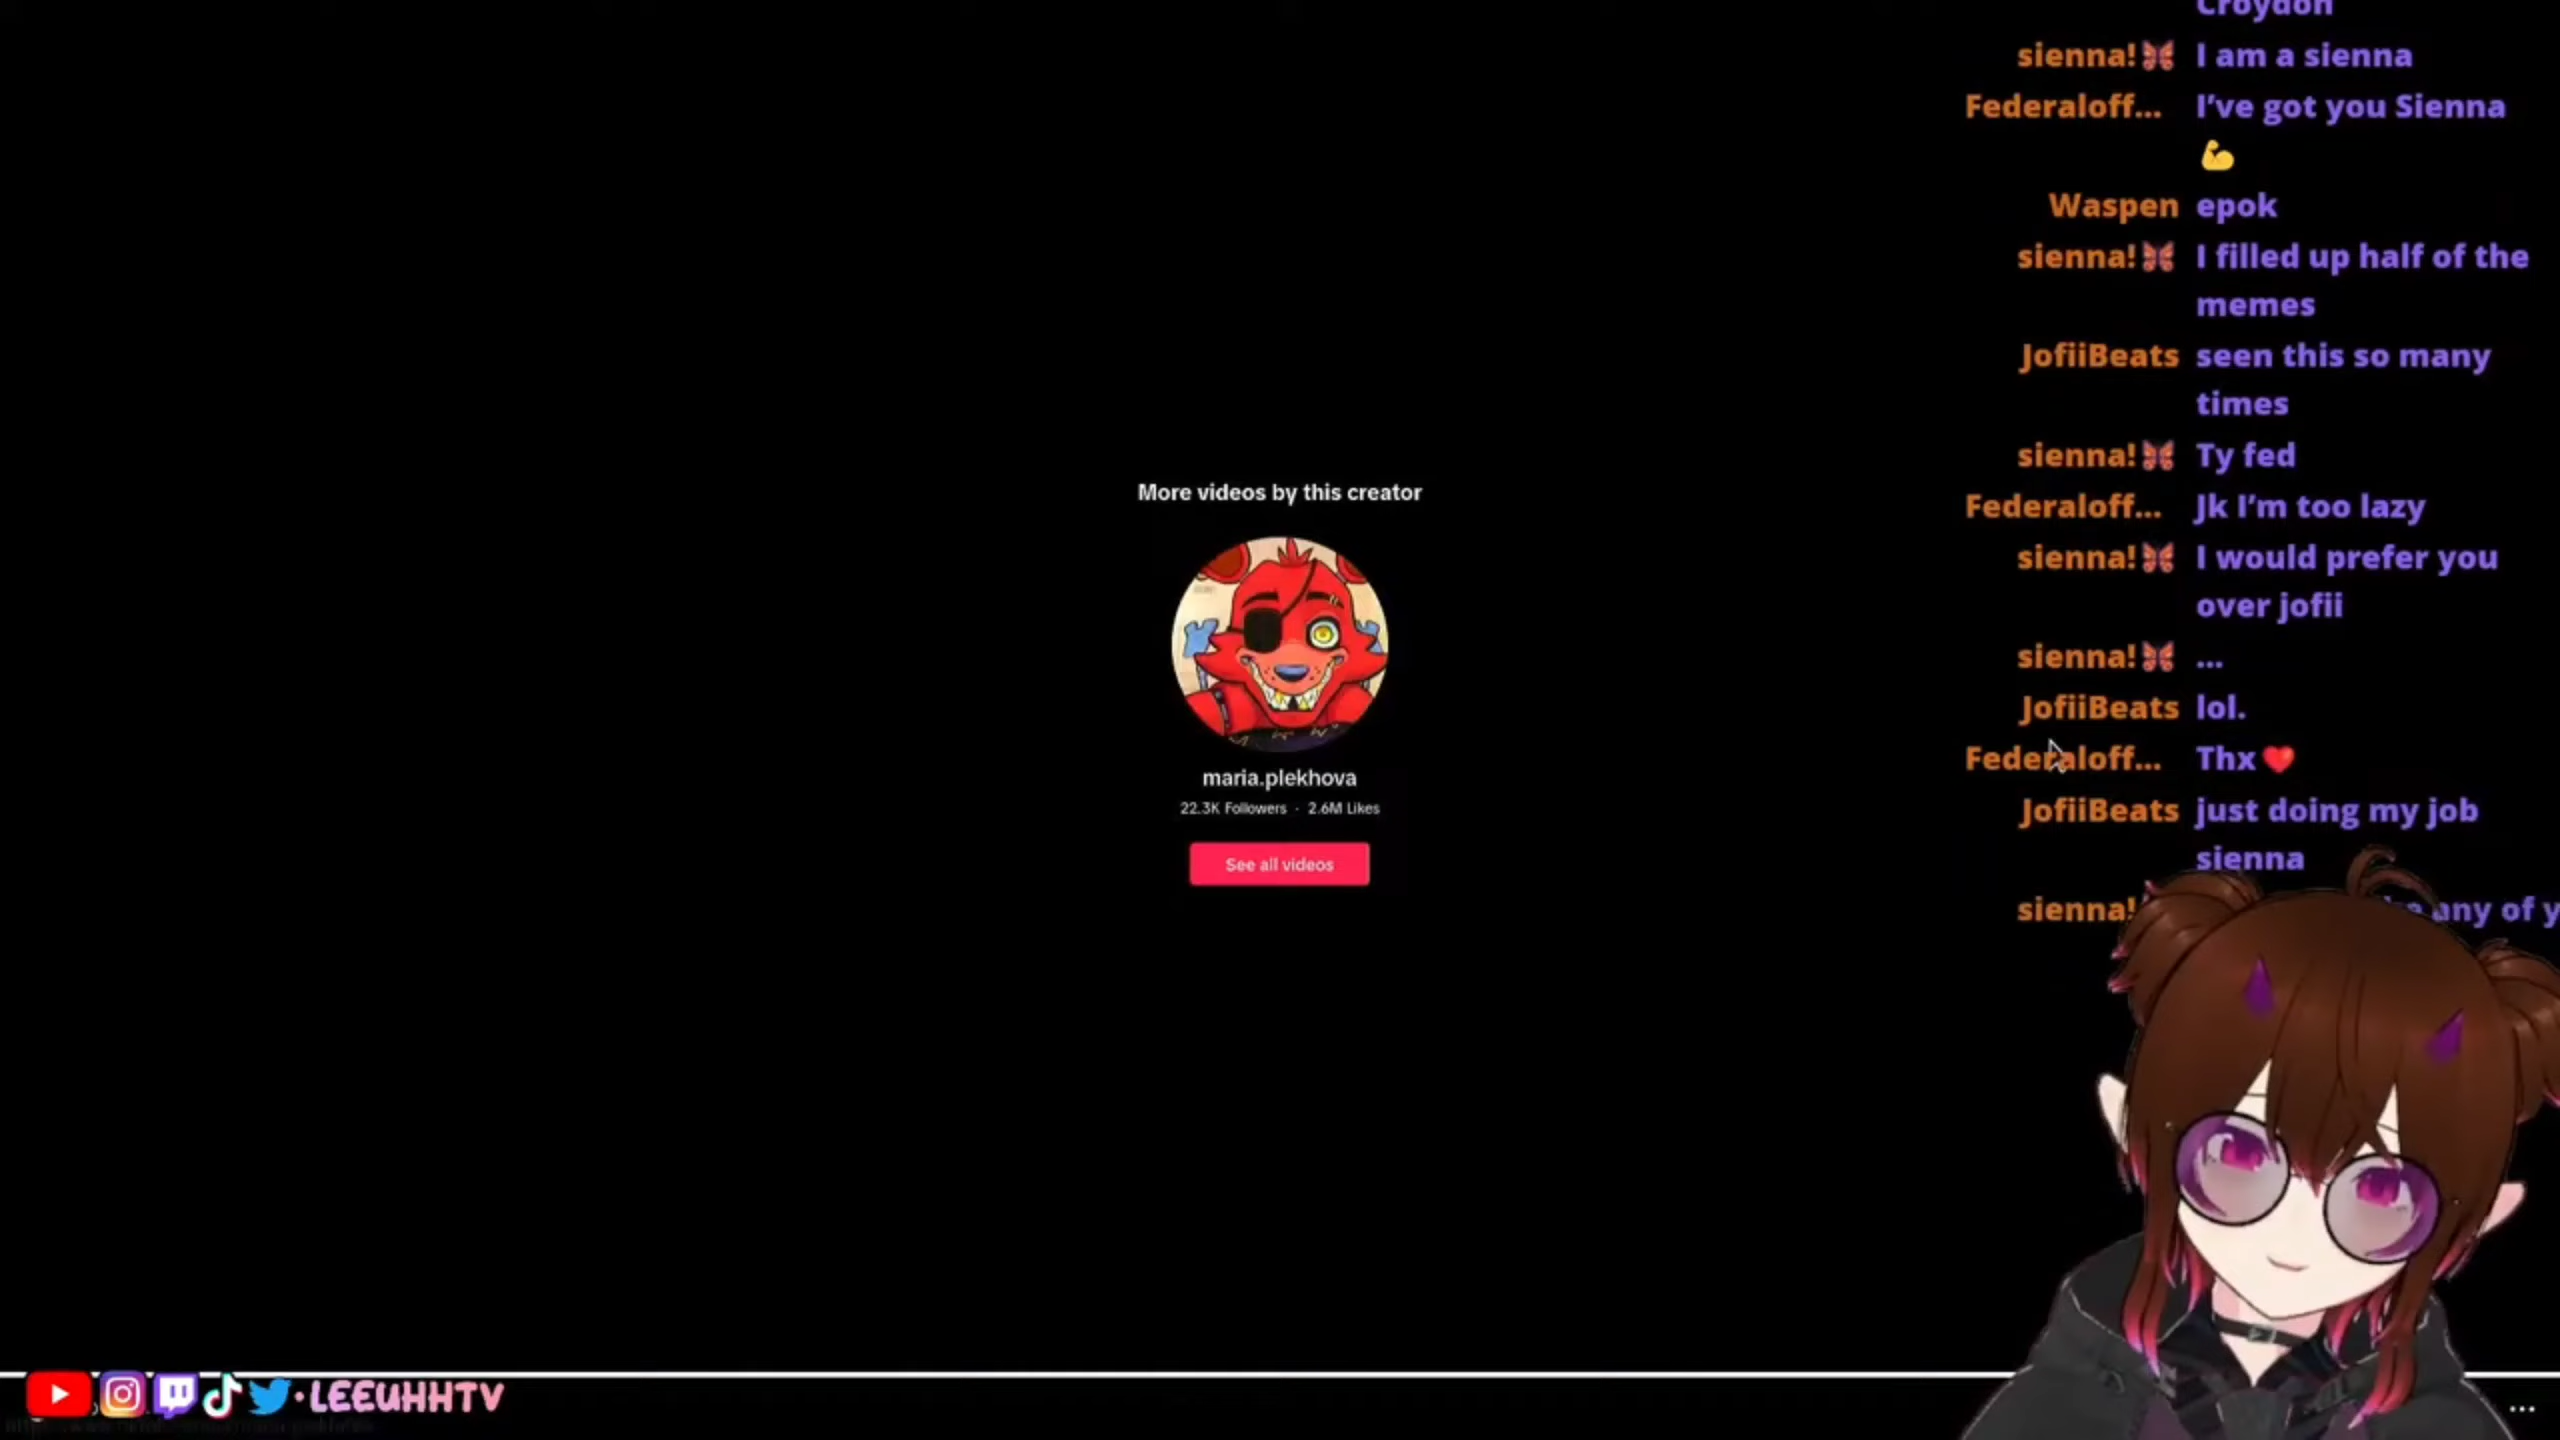 Croydon
sienna! I am a sienna
Federaloff... I've got you Sienna
💪
Waspen epok
sienna! I filled up half of the
memes
JofiiBeats seen this so many
times
sienna! Ty fed
Federaloff... Jk I'm too lazy
sienna! I would prefer you
over jofii
sienna! ...
JofiiBeats lol.
Federaloff... Thx ❤️
JofiiBeats just doing my job
sienna
sienna! any of y
More videos by this creator
maria.plekhova
22.3K Followers · 2.6M Likes
See all videos
LEEUHHTV